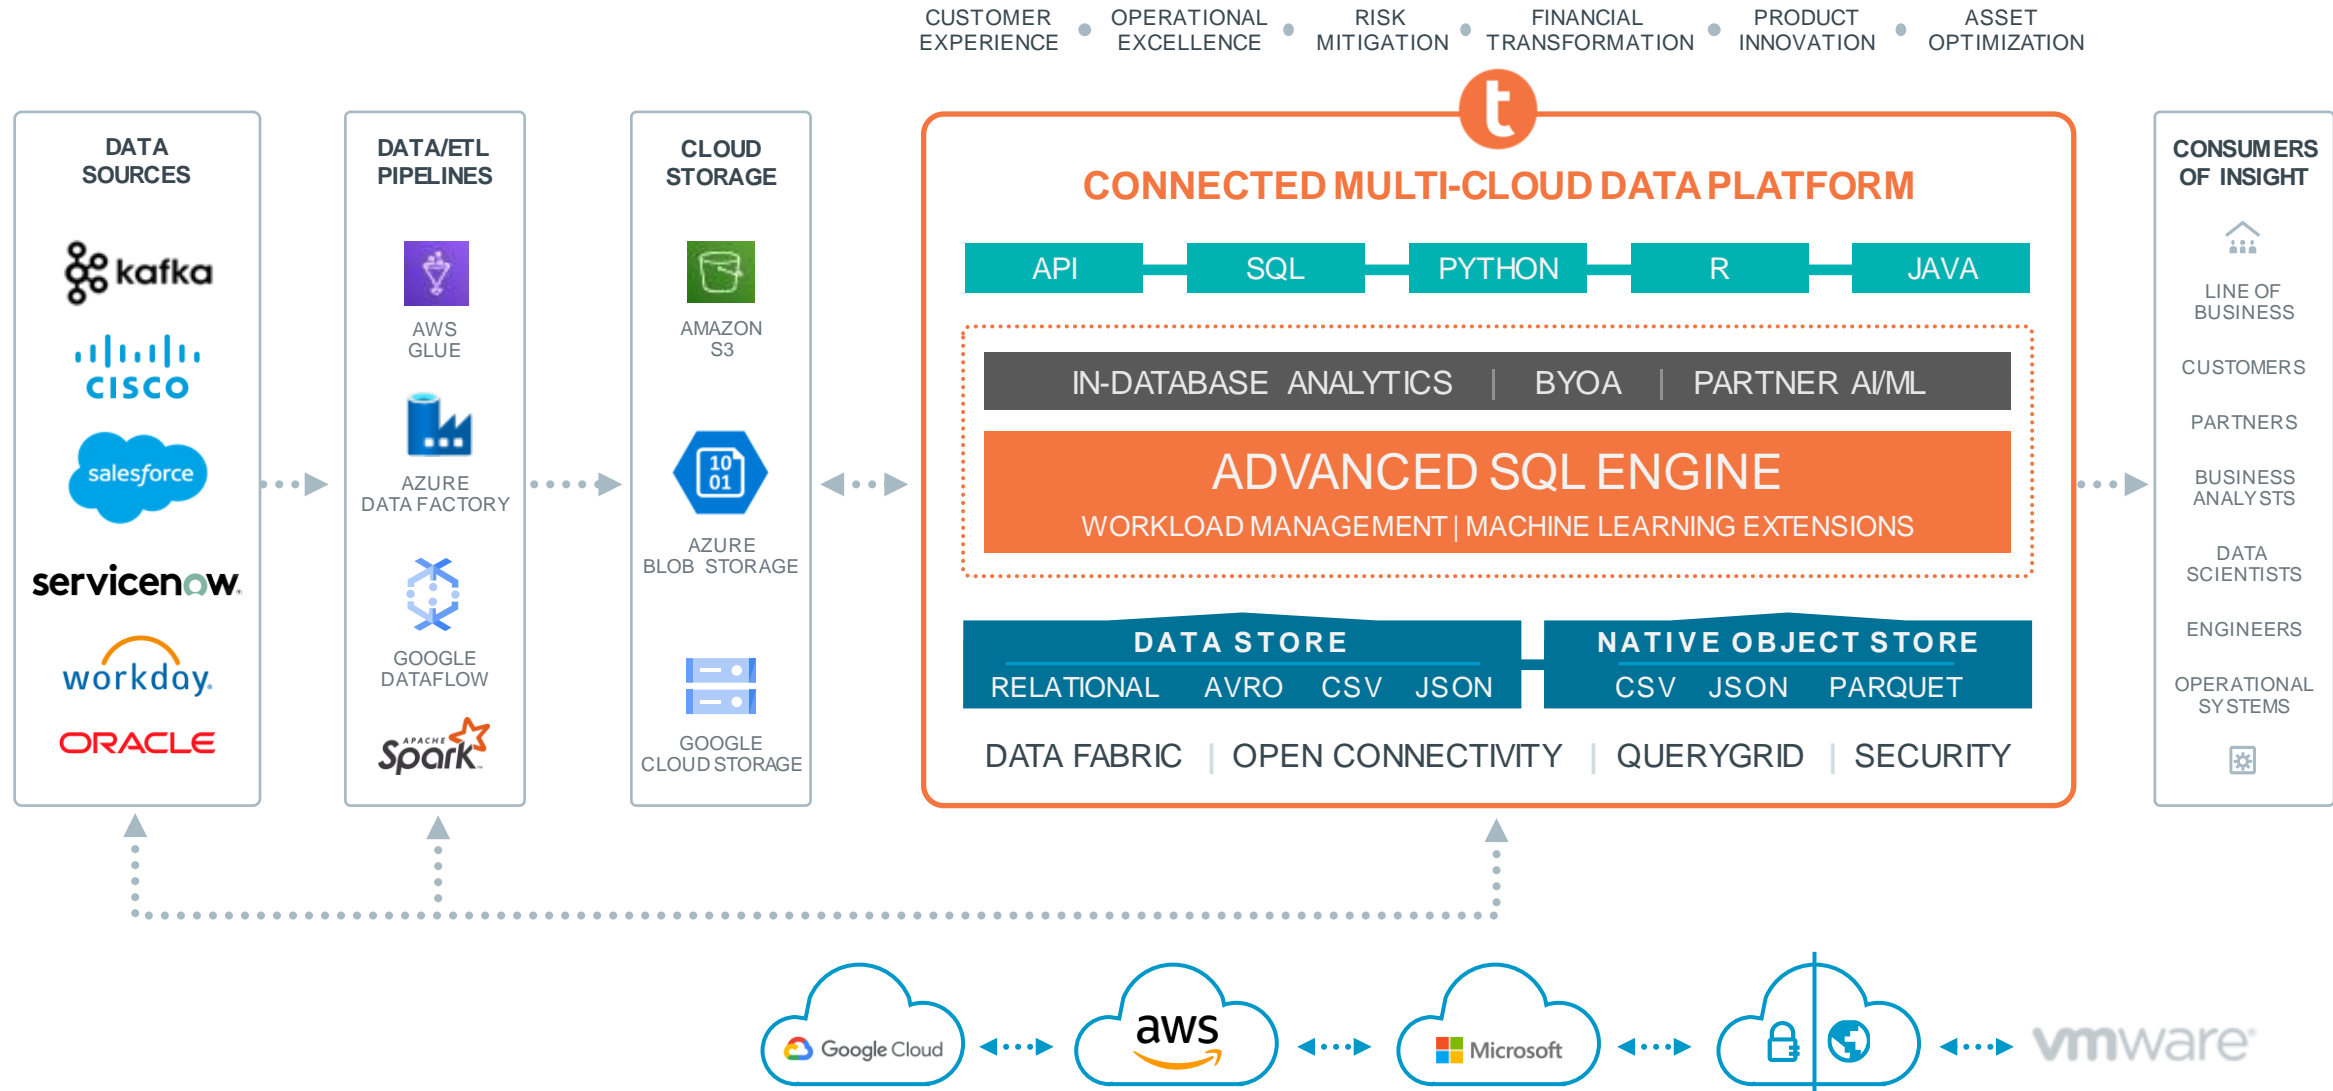 CUSTOMER
EXPERIENCE
OPERATIONAL
EXCELLENCE
RISK
MITIGATION
FINANCIAL
TRANSFORMATION
PRODUCT
INNOVATION
ASSET
OPTIMIZATION
DATA
SOURCES
kafka
CISCO
salesforce
servicenow
workday
ORACLE
DATA/ETL
PIPELINES
AWS
GLUE
AZURE
DATA FACTORY
GOOGLE
DATAFLOW
APACHE
Spark
CLOUD
STORAGE
AMAZON
S3
10
01
AZURE
BLOB STORAGE
GOOGLE
CLOUD STORAGE
t
CONNECTED MULTI-CLOUD DATA PLATFORM
API SQL PYTHON R JAVA
IN-DATABASE ANALYTICS | BYOA | PARTNER AI/ML
ADVANCED SQL ENGINE
WORKLOAD MANAGEMENT | MACHINE LEARNING EXTENSIONS
DATA STORE
RELATIONAL AVRO CSV JSON
NATIVE OBJECT STORE
CSV JSON PARQUET
DATA FABRIC | OPEN CONNECTIVITY | QUERYGRID | SECURITY
CONSUMERS
OF INSIGHT
LINE OF
BUSINESS
CUSTOMERS
PARTNERS
BUSINESS
ANALYSTS
DATA
SCIENTISTS
ENGINEERS
OPERATIONAL
SYSTEMS
Google Cloud
aws
Microsoft
vmware